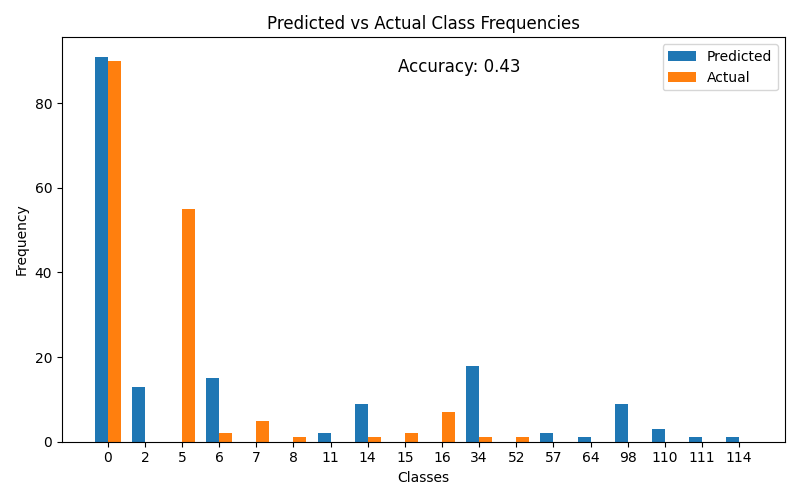 Predicted vs Actual Class Frequencies
Accuracy: 0.43
Predicted
Actual
Frequency
80
60
40
20
0
0 2 5 6 7 8 11 14 15 16 34 52 57 64 98 110 111 114
Classes